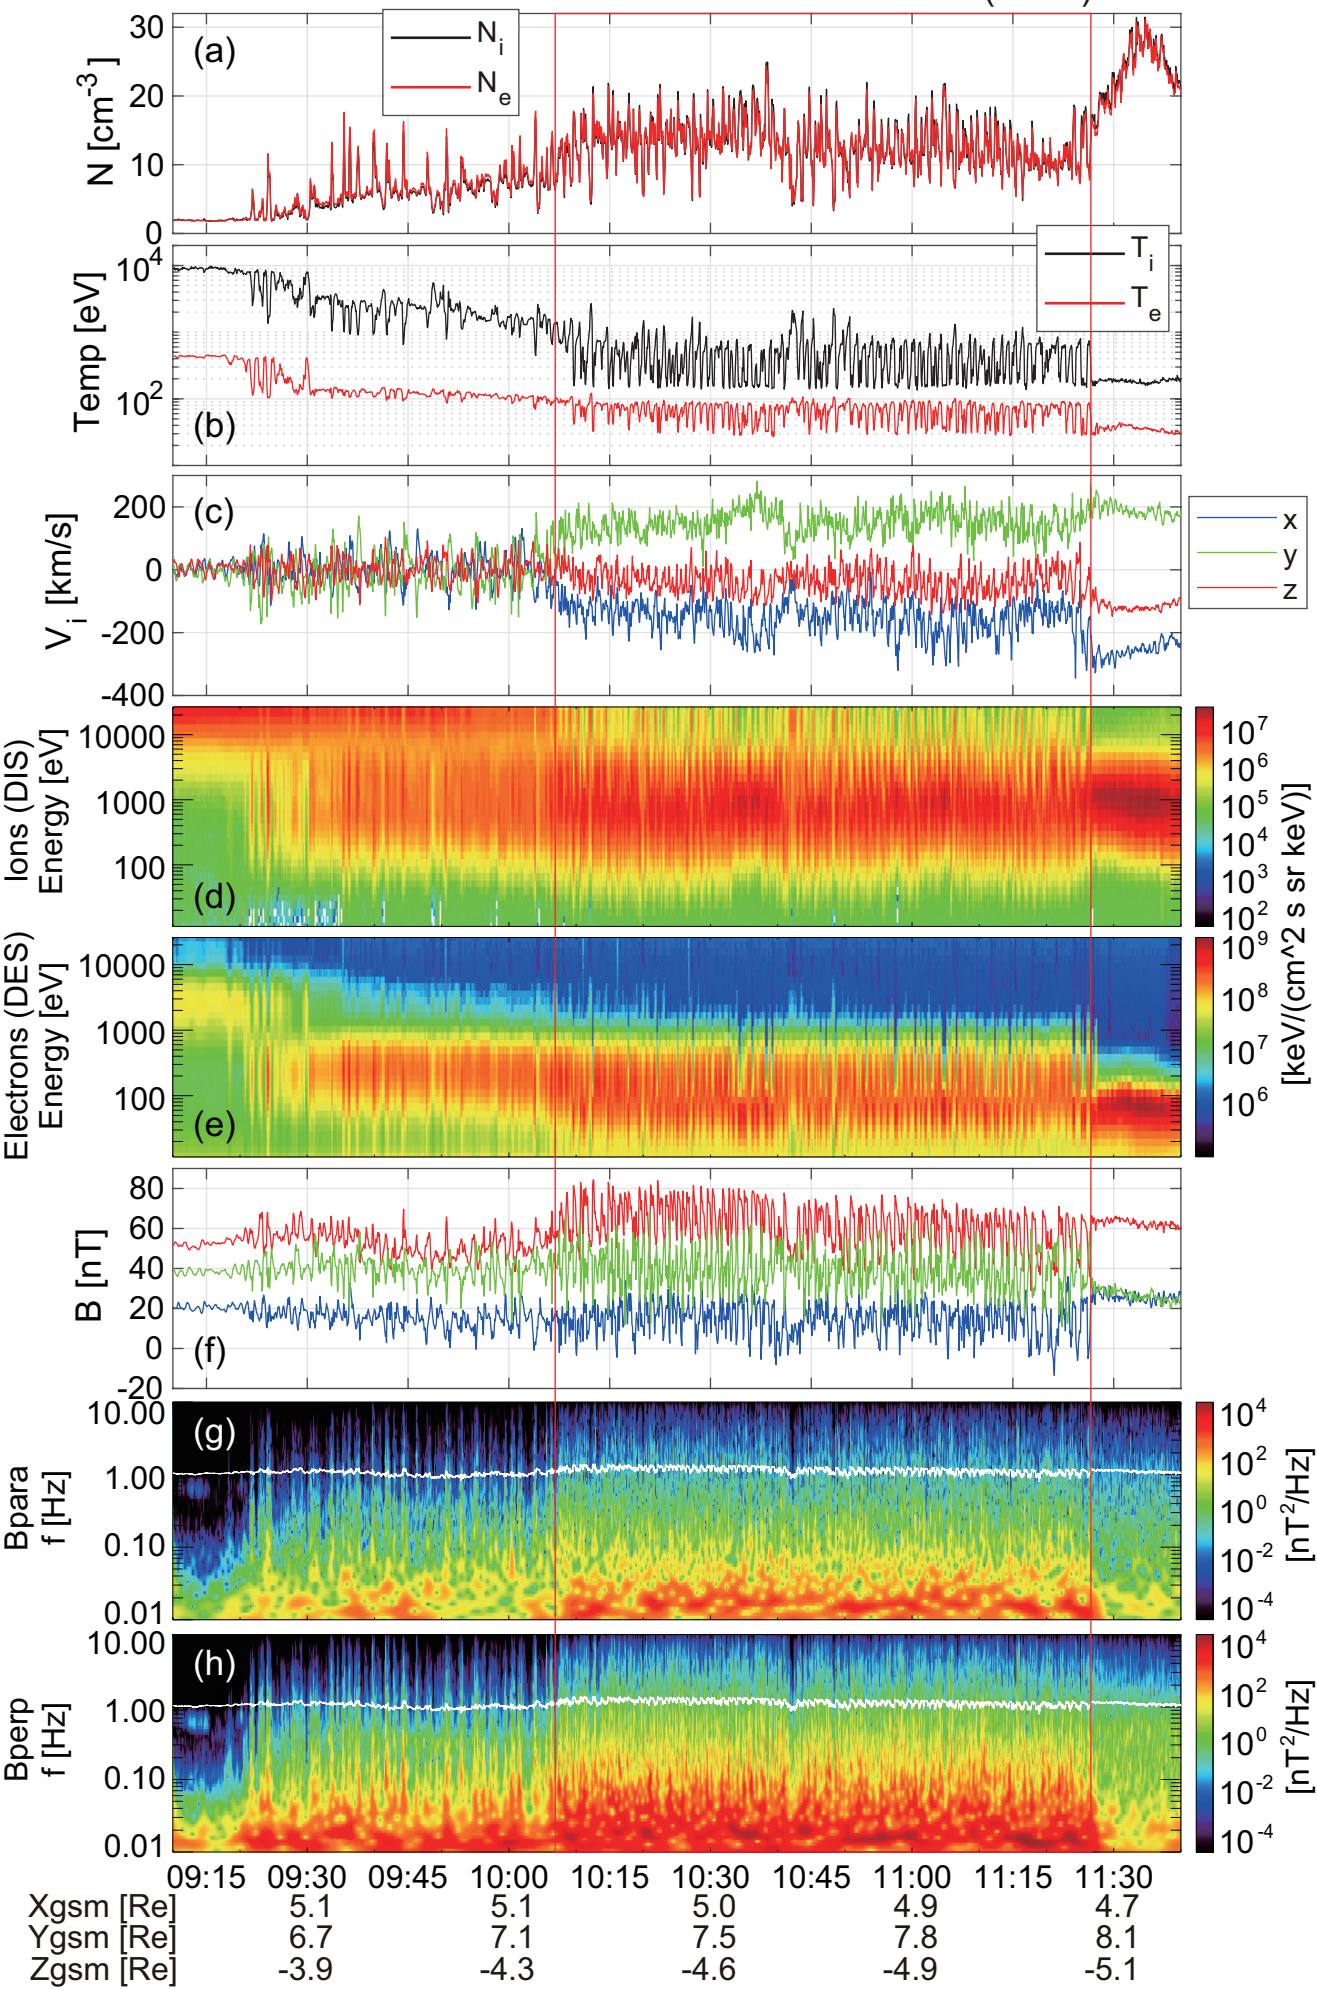 (a)
N_i
N_e
30
20
10
0
N [cm^-3]
(b)
T_i
T_e
10^4
10^2
Temp [eV]
(c)
200
0
-200
-400
V_i [km/s]
x
y
z
(d)
10000
1000
100
Ions (DIS)
Energy [eV]
10^7
10^6
10^5
10^4
10^3
10^2
(e)
10000
1000
100
Electrons (DES)
Energy [eV]
10^9
10^8
10^7
10^6
[keV/(cm^2 s sr keV)]
(f)
80
60
40
20
0
-20
B [nT]
(g)
10.00
1.00
0.10
0.01
Bpara
f [Hz]
10^4
10^2
10^0
10^-2
10^-4
[nT^2/Hz]
(h)
10.00
1.00
0.10
0.01
Bperp
f [Hz]
10^4
10^2
10^0
10^-2
10^-4
[nT^2/Hz]
09:15 09:30 09:45 10:00 10:15 10:30 10:45 11:00 11:15 11:30
Xgsm [Re] 5.1 5.1 5.0 4.9 4.7
Ygsm [Re] 6.7 7.1 7.5 7.8 8.1
Zgsm [Re] -3.9 -4.3 -4.6 -4.9 -5.1